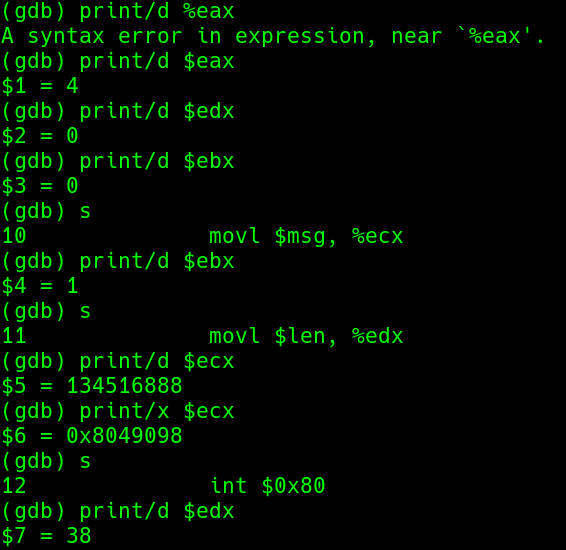 (gdb) print/d %eax
A syntax error in expression, near `%eax'.
(gdb) print/d $eax
$1 = 4
(gdb) print/d $edx
$2 = 0
(gdb) print/d $ebx
$3 = 0
(gdb) s
10              movl $msg, %ecx
(gdb) print/d $ebx
$4 = 1
(gdb) s
11              movl $len, %edx
(gdb) print/d $ecx
$5 = 134516888
(gdb) print/x $ecx
$6 = 0x8049098
(gdb) s
12              int $0x80
(gdb) print/d $edx
$7 = 38